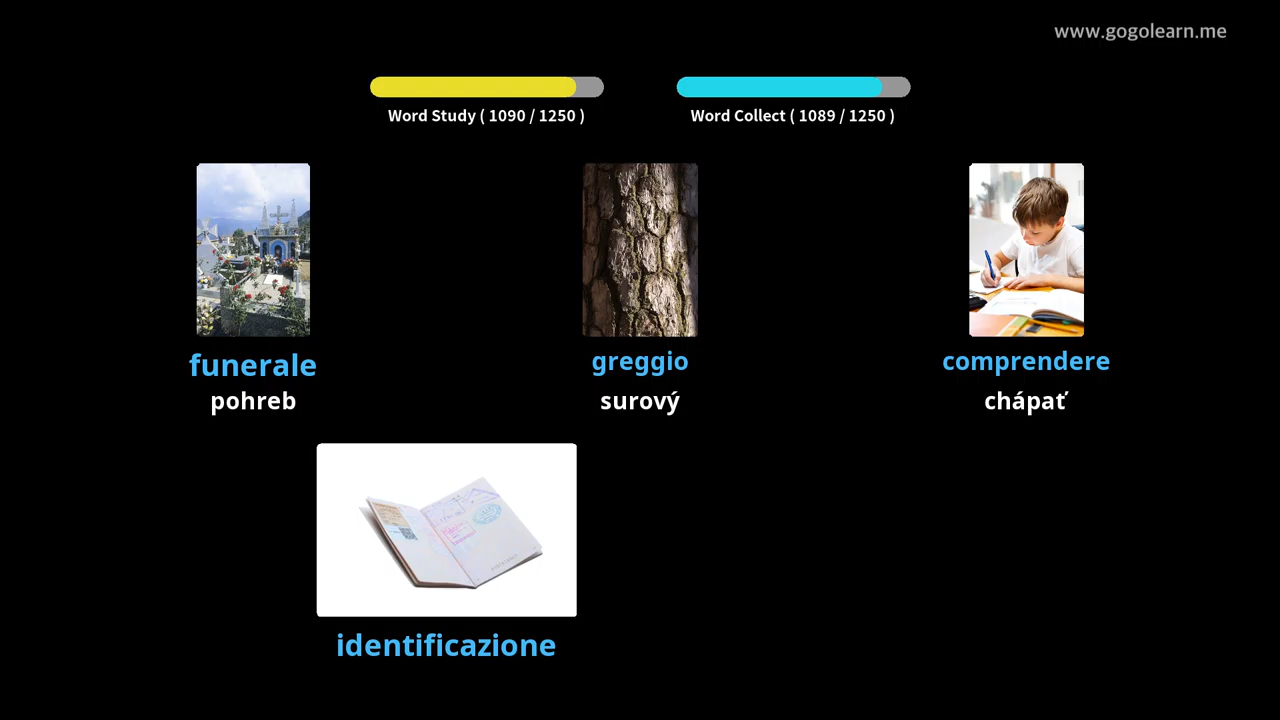 www.gogolearn.me
Word Study ( 1090 / 1250 )
Word Collect ( 1089 / 1250 )
funerale
greggio
comprendere
pohreb
surový
chápať
identificazione